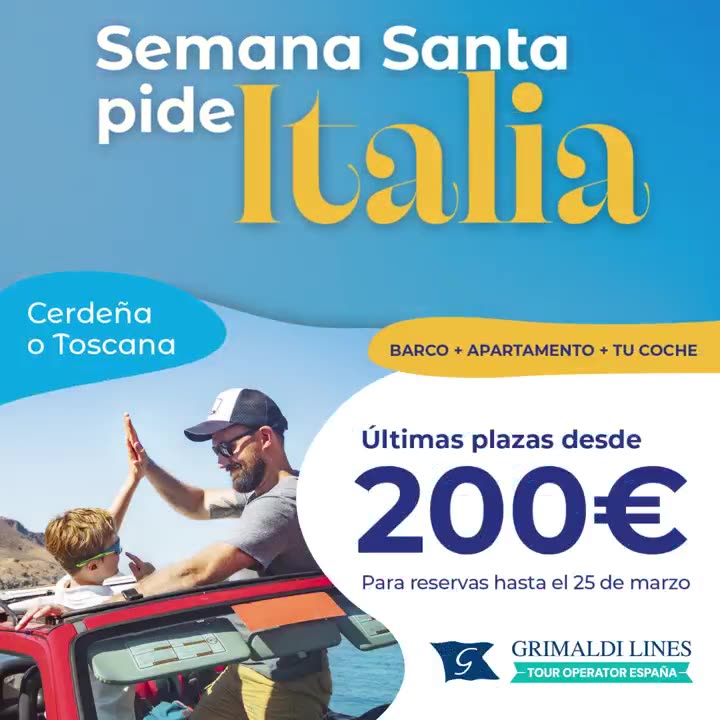 Semana Santa
pide Italia
Cerdeña
o Toscana
BARCO + APARTAMENTO + TU COCHE
Últimas plazas desde
200€
Para reservas hasta el 25 de marzo
G
GRIMALDI LINES
TOUR OPERATOR ESPAÑA